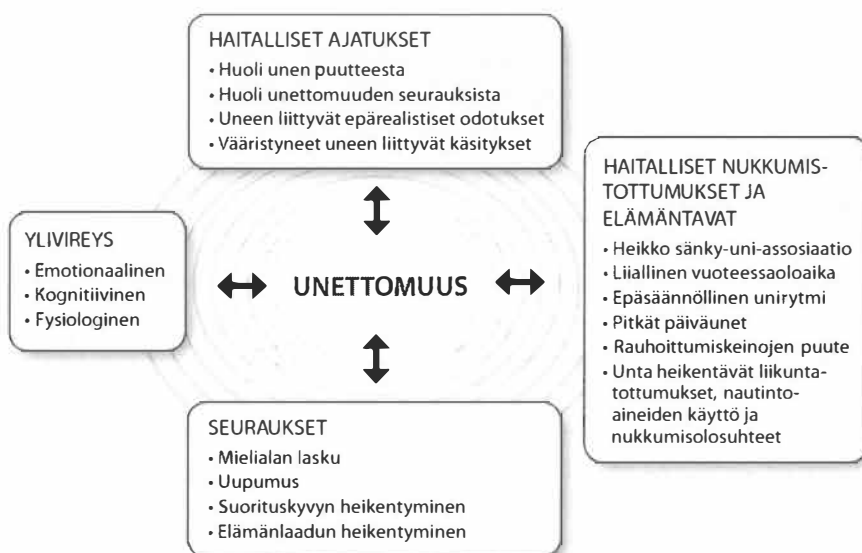 HAITALLISET AJATUKSET
• Huoli unen puutteesta
• Huoli unettomuuden seurauksista
• Uneen liittyvät epärealistiset odotukset
• Vääristyneet uneen liittyvät käsitykset
YLIVIREYS
• Emotionaalinen
• Kognitiivinen
• Fysiologinen
UNETTOMUUS
HAITALLISET NUKKUMIS-
TOTTUMUKSET JA
ELÄMÄNTAVAT
• Heikko sänky-uni-assosiaatio
• Liiallinen vuoteessaoloaika
• Epäsäännöllinen unirytmi
• Pitkät päiväunet
• Rauhoittumiskeinojen puute
• Unta heikentävät liikunta-
tottumukset, nautinto-
aineiden käyttö ja
nukkumisolosuhteet
SEURAUKSET
• Mielialan lasku
• Uupumus
• Suorituskyvyn heikentyminen
• Elämänlaadun heikentyminen